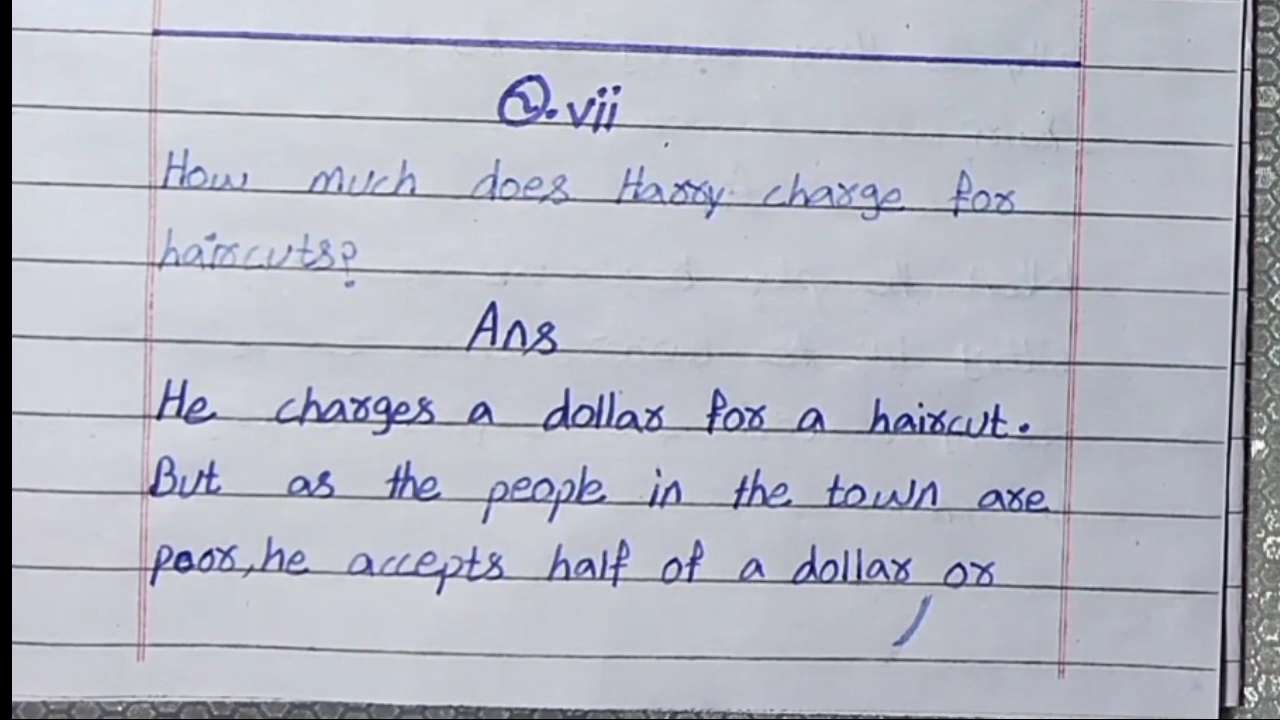 Q.vii
How much does Harry charge for
haircuts?
Ans
He charges a dollar for a haircut.
But as the people in the town are
poor, he accepts half of a dollar or